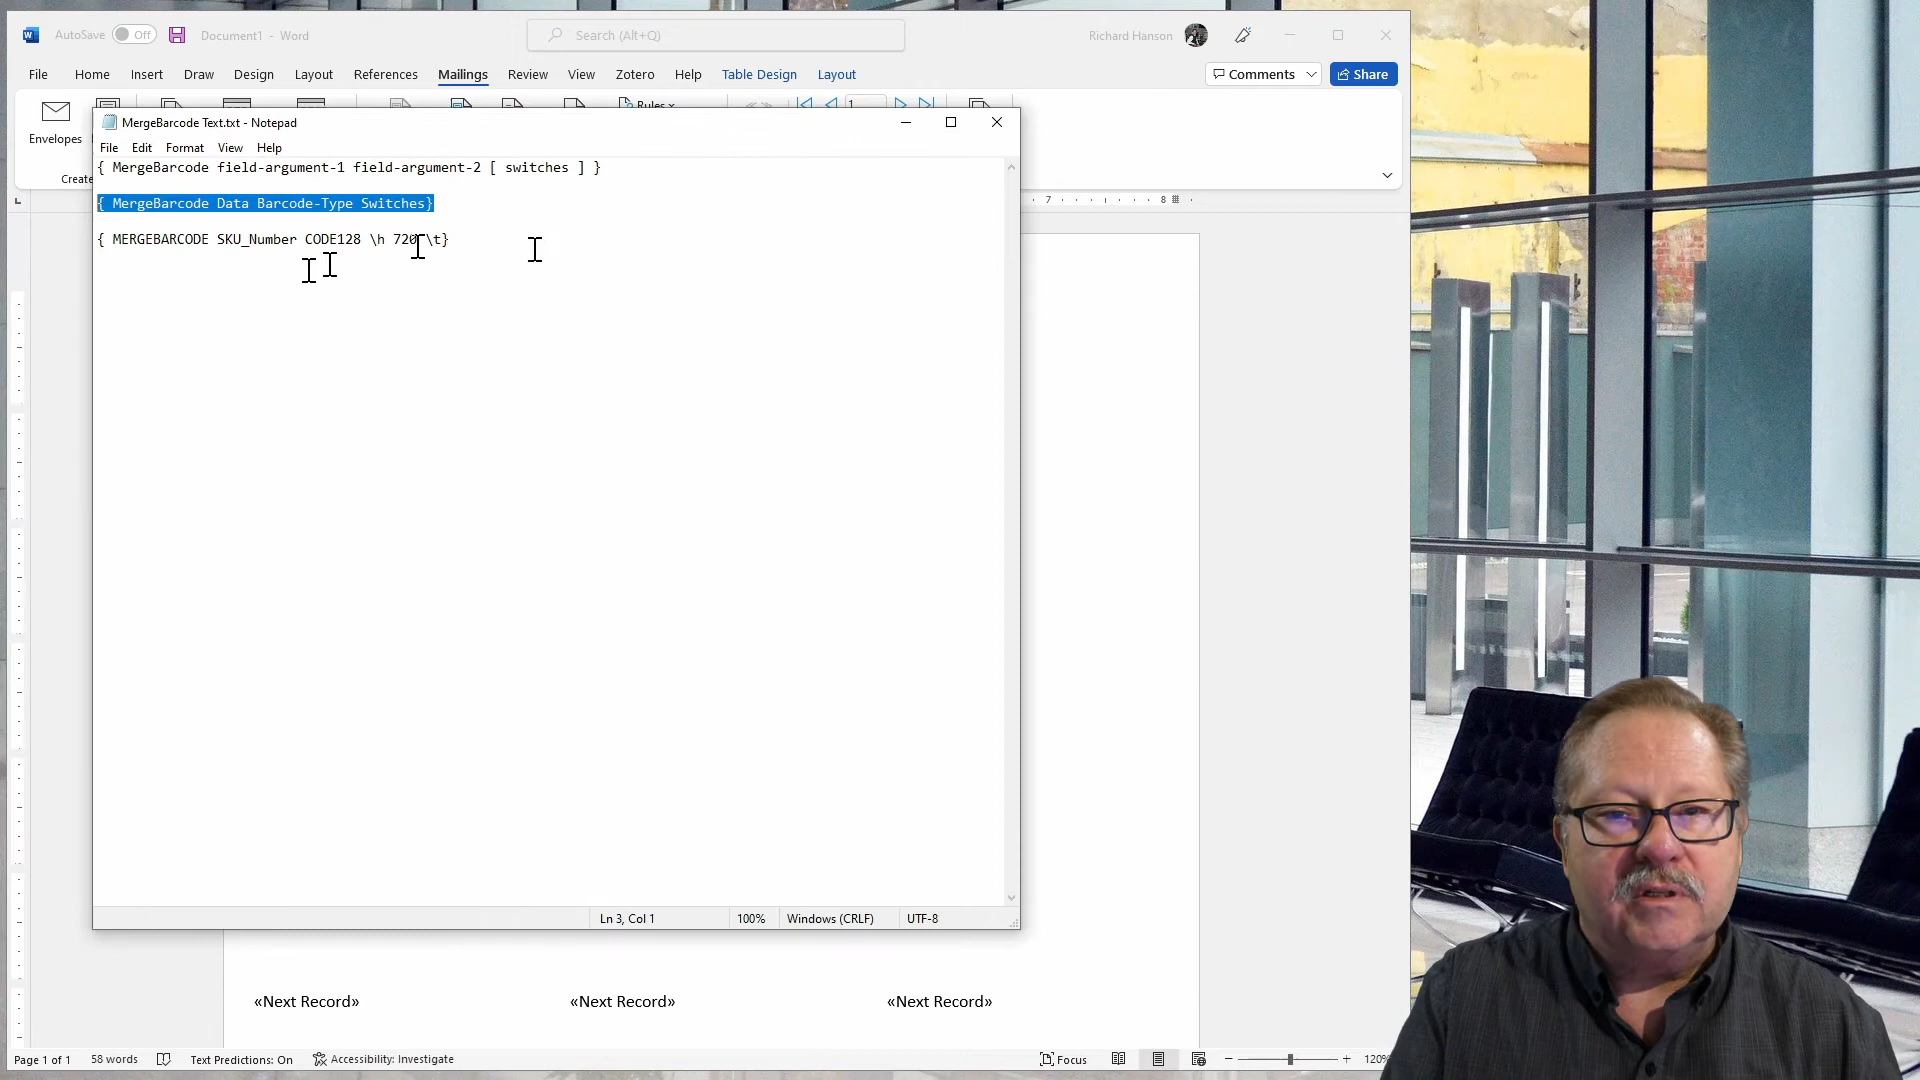 AutoSave Off Document1 - Word Search (Alt+Q) Richard Hanson
File Home Insert Draw Design Layout References Mailings Review View Zotero Help Table Design Layout Comments Share
Rules 1
Envelopes
Create
MergeBarcode Text.txt - Notepad
File Edit Format View Help
{ MergeBarcode field-argument-1 field-argument-2 [ switches ] }
{ MergeBarcode Data Barcode-Type Switches}
{ MERGEBARCODE SKU_Number CODE128 \h 720 \t}
7 8
Ln 3, Col 1 100% Windows (CRLF) UTF-8
«Next Record» «Next Record» «Next Record»
Page 1 of 1 58 words Text Predictions: On Accessibility: Investigate Focus 120%